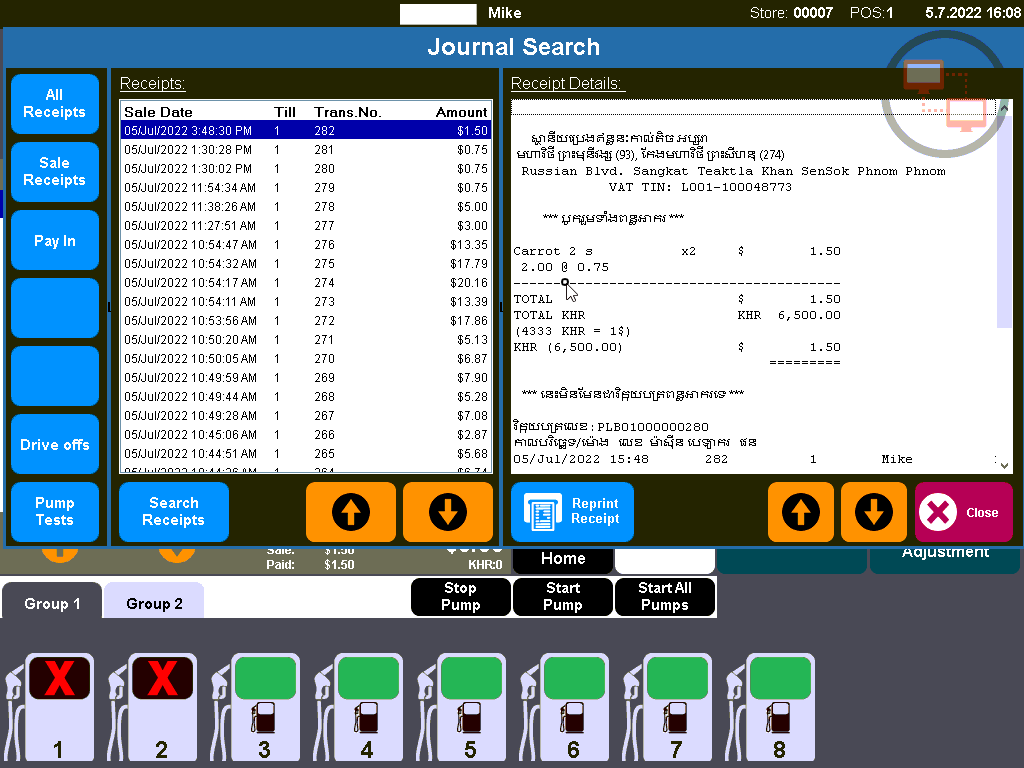 Mike Store: 00007 POS:1 5.7.2022 16:08
Journal Search
All Receipts
Sale Receipts
Pay In
Drive offs
Pump Tests
Receipts:
Sale Date Till Trans.No. Amount
05/Jul/2022 3:48:30 PM 1 282 $1.50
05/Jul/2022 1:30:28 PM 1 281 $0.75
05/Jul/2022 1:30:02 PM 1 280 $0.75
05/Jul/2022 11:54:34 AM 1 279 $0.75
05/Jul/2022 11:38:26 AM 1 278 $5.00
05/Jul/2022 11:27:51 AM 1 277 $3.00
05/Jul/2022 10:54:47 AM 1 276 $13.35
05/Jul/2022 10:54:32 AM 1 275 $17.79
05/Jul/2022 10:54:17 AM 1 274 $20.16
05/Jul/2022 10:54:11 AM 1 273 $13.39
05/Jul/2022 10:53:56 AM 1 272 $17.86
05/Jul/2022 10:50:20 AM 1 271 $5.13
05/Jul/2022 10:50:05 AM 1 270 $6.87
05/Jul/2022 10:49:59 AM 1 269 $7.90
05/Jul/2022 10:49:44 AM 1 268 $5.28
05/Jul/2022 10:49:28 AM 1 267 $7.08
05/Jul/2022 10:45:06 AM 1 266 $2.87
05/Jul/2022 10:44:51 AM 1 265 $5.68
05/Jul/2022 10:44:36 AM 1 264 $6.74
Search Receipts
Receipt Details:
ស្ថានីយប្រេងឥន្ធនះកាល់តិច អប្សរា
មហាវិថី ព្រះមុនីវង្ស (93), កែងមហាវិថី ព្រះសីហនុ (274)
Russian Blvd. Sangkat Teaktla Khan SenSok Phnom Phnom
VAT TIN: L001-100048773
*** បូករួមទាំងពន្ធអាករ ***
Carrot 2 s x2 $ 1.50
2.00 @ 0.75
----------------------------------------
TOTAL $ 1.50
TOTAL KHR KHR 6,500.00
(4333 KHR = 1$)
KHR (6,500.00) $ 1.50
=========
*** នេះមិនមែនជាវិក្កយបត្រពន្ធអាករទេ ***
វិក្កយបត្រលេខ : PLB01000000280
កាលបរិច្ឆេទ/ម៉ោង លេខ ម៉ាស៊ីន បេឡាករ វេន
05/Jul/2022 15:48 282 1 Mike
Reprint Receipt
Close
Sale: $1.50
Paid: $1.50
KHR:0
Home
Adjustment
Group 1
Group 2
Stop Pump
Start Pump
Start All Pumps
X X
1 2 3 4 5 6 7 8